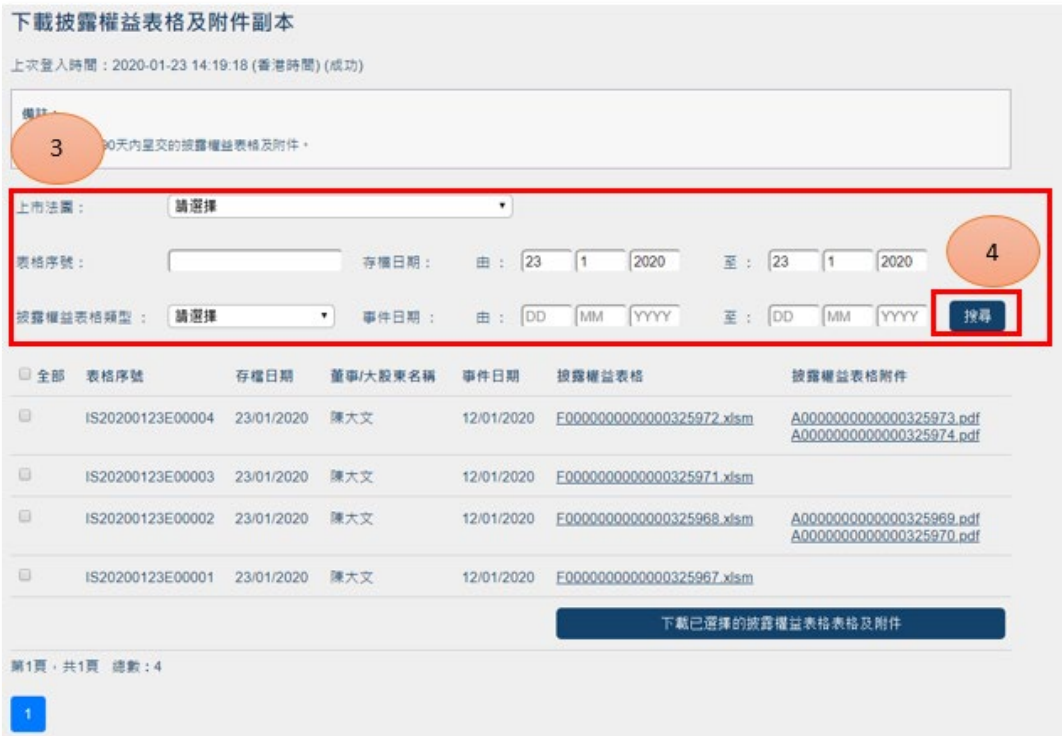 下載披露權益表格及附件副本
上次登入時間：2020-01-23 14:19:18 (香港時間) (成功)
備註：
3
90天內呈交的披露權益表格及附件。
上市法團： 請選擇
4
表格序號： 存檔日期： 由： 23 1 2020 至： 23 1 2020
披露權益表格類型： 請選擇 事件日期： 由： DD MM YYYY 至： DD MM YYYY 搜尋
全部 表格序號 存檔日期 董事/大股東名稱 事件日期 披露權益表格 披露權益表格附件
IS20200123E00004 23/01/2020 陳大文 12/01/2020 F0000000000000325972.xlsm A0000000000000325973.pdf
A0000000000000325974.pdf
IS20200123E00003 23/01/2020 陳大文 12/01/2020 F0000000000000325971.xlsm
IS20200123E00002 23/01/2020 陳大文 12/01/2020 F0000000000000325968.xlsm A0000000000000325969.pdf
A0000000000000325970.pdf
IS20200123E00001 23/01/2020 陳大文 12/01/2020 F0000000000000325967.xlsm
下載已選擇的披露權益表格表格及附件
第1頁，共1頁 總數：4
1